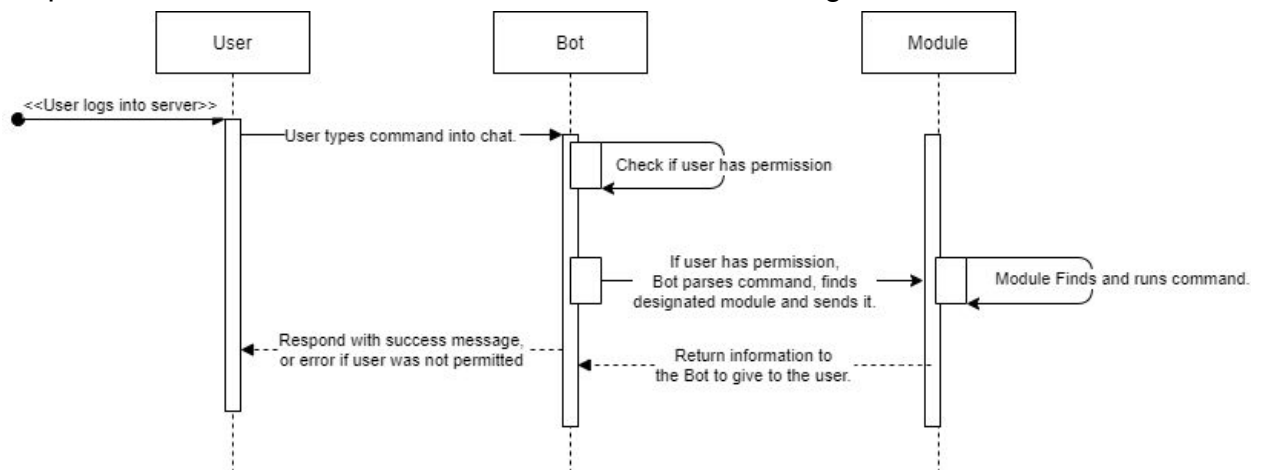 User
Bot
Module
<<User logs into server>>
User types command into chat.
Check if user has permission
If user has permission,
Bot parses command, finds
designated module and sends it.
Module Finds and runs command.
Respond with success message,
or error if user was not permitted
Return information to
the Bot to give to the user.